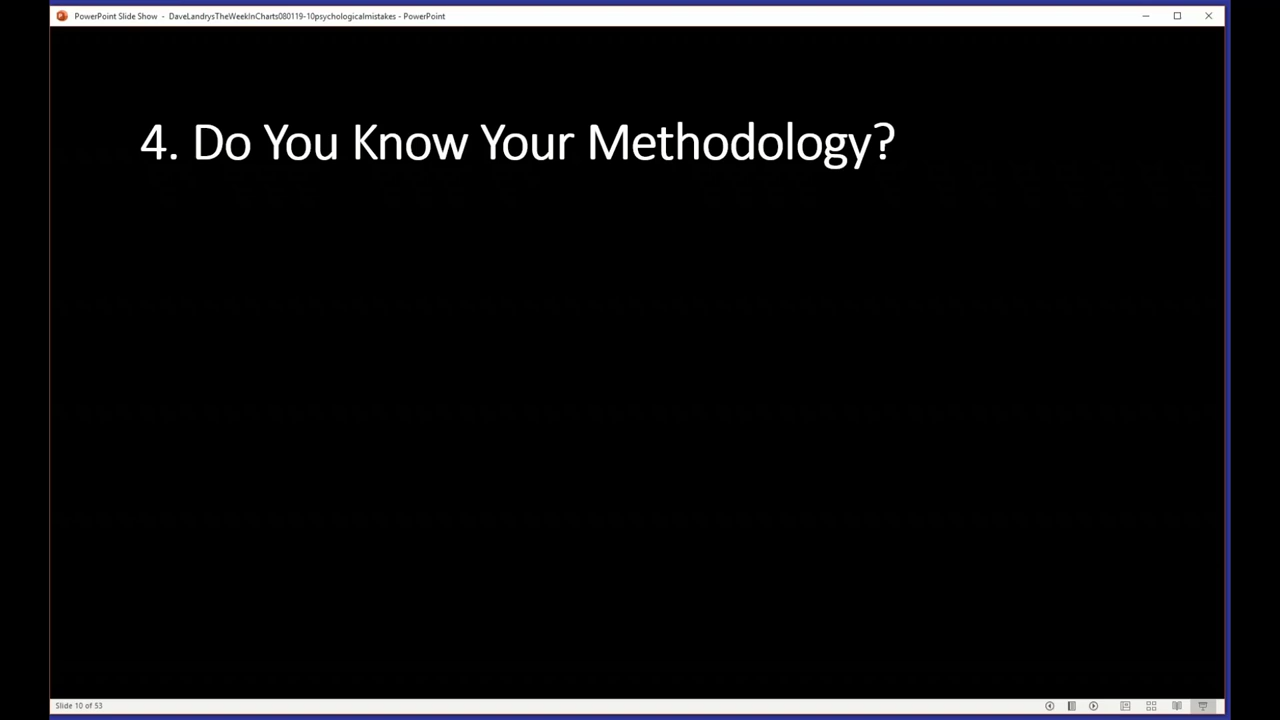 PowerPoint Slide Show - DaveLandrysTheWeekInCharts080119-10psychologicalmistakes - PowerPoint
4. Do You Know Your Methodology?
Slide 10 of 53